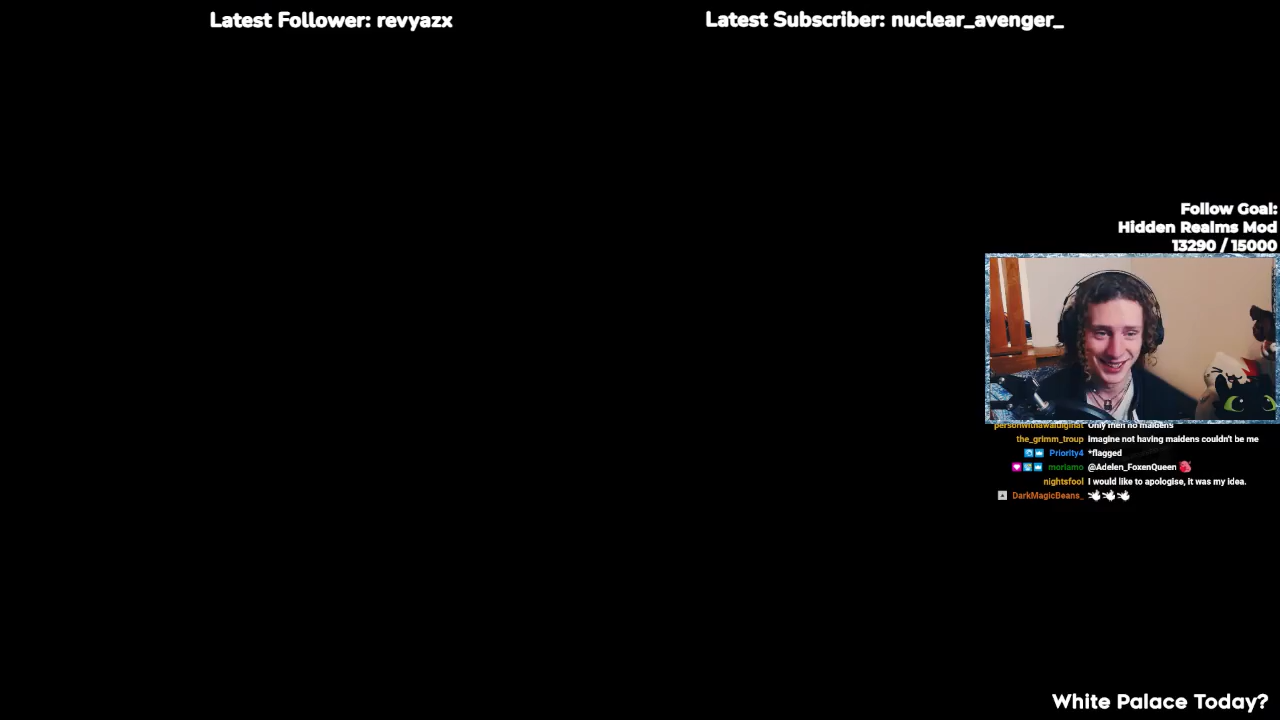 Latest Follower: revyazx
Latest Subscriber: nuclear_avenger_
Follow Goal:
Hidden Realms Mod
13290 / 15000
Only men no maidens
the_grimm_troup imagine not having maidens couldn't be me
Priority4 *flagged
moriamo @Adelen_FoxenQueen
nightsfool I would like to apologise, it was my idea.
DarkMagicBeans_
White Palace Today?